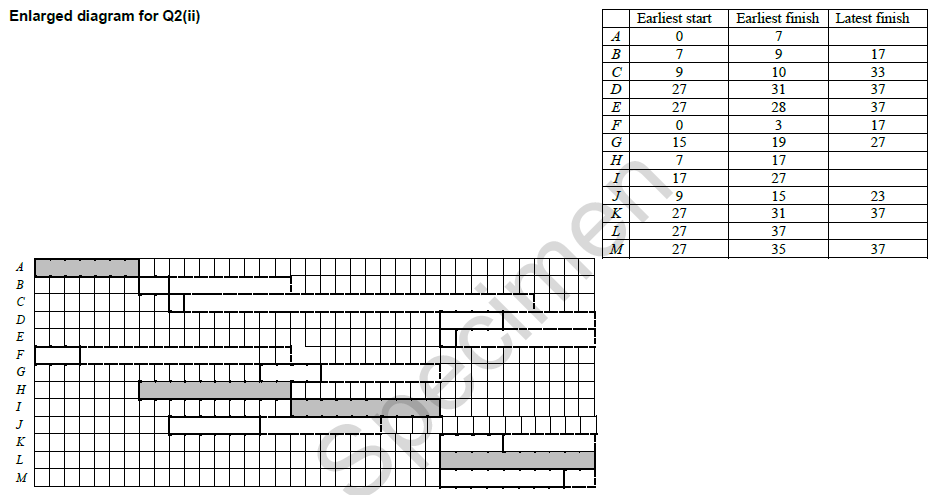 Enlarged diagram for Q2(ii)
Earliest start Earliest finish Latest finish
A 0 7
B 7 9 17
C 9 10 33
D 27 31 37
E 27 28 37
F 0 3 17
G 15 19 27
H 7 17
I 17 27
J 9 15 23
K 27 31 37
L 27 37
M 27 35 37
A
B
C
D
E
F
G
H
I
J
K
L
M
Specimen